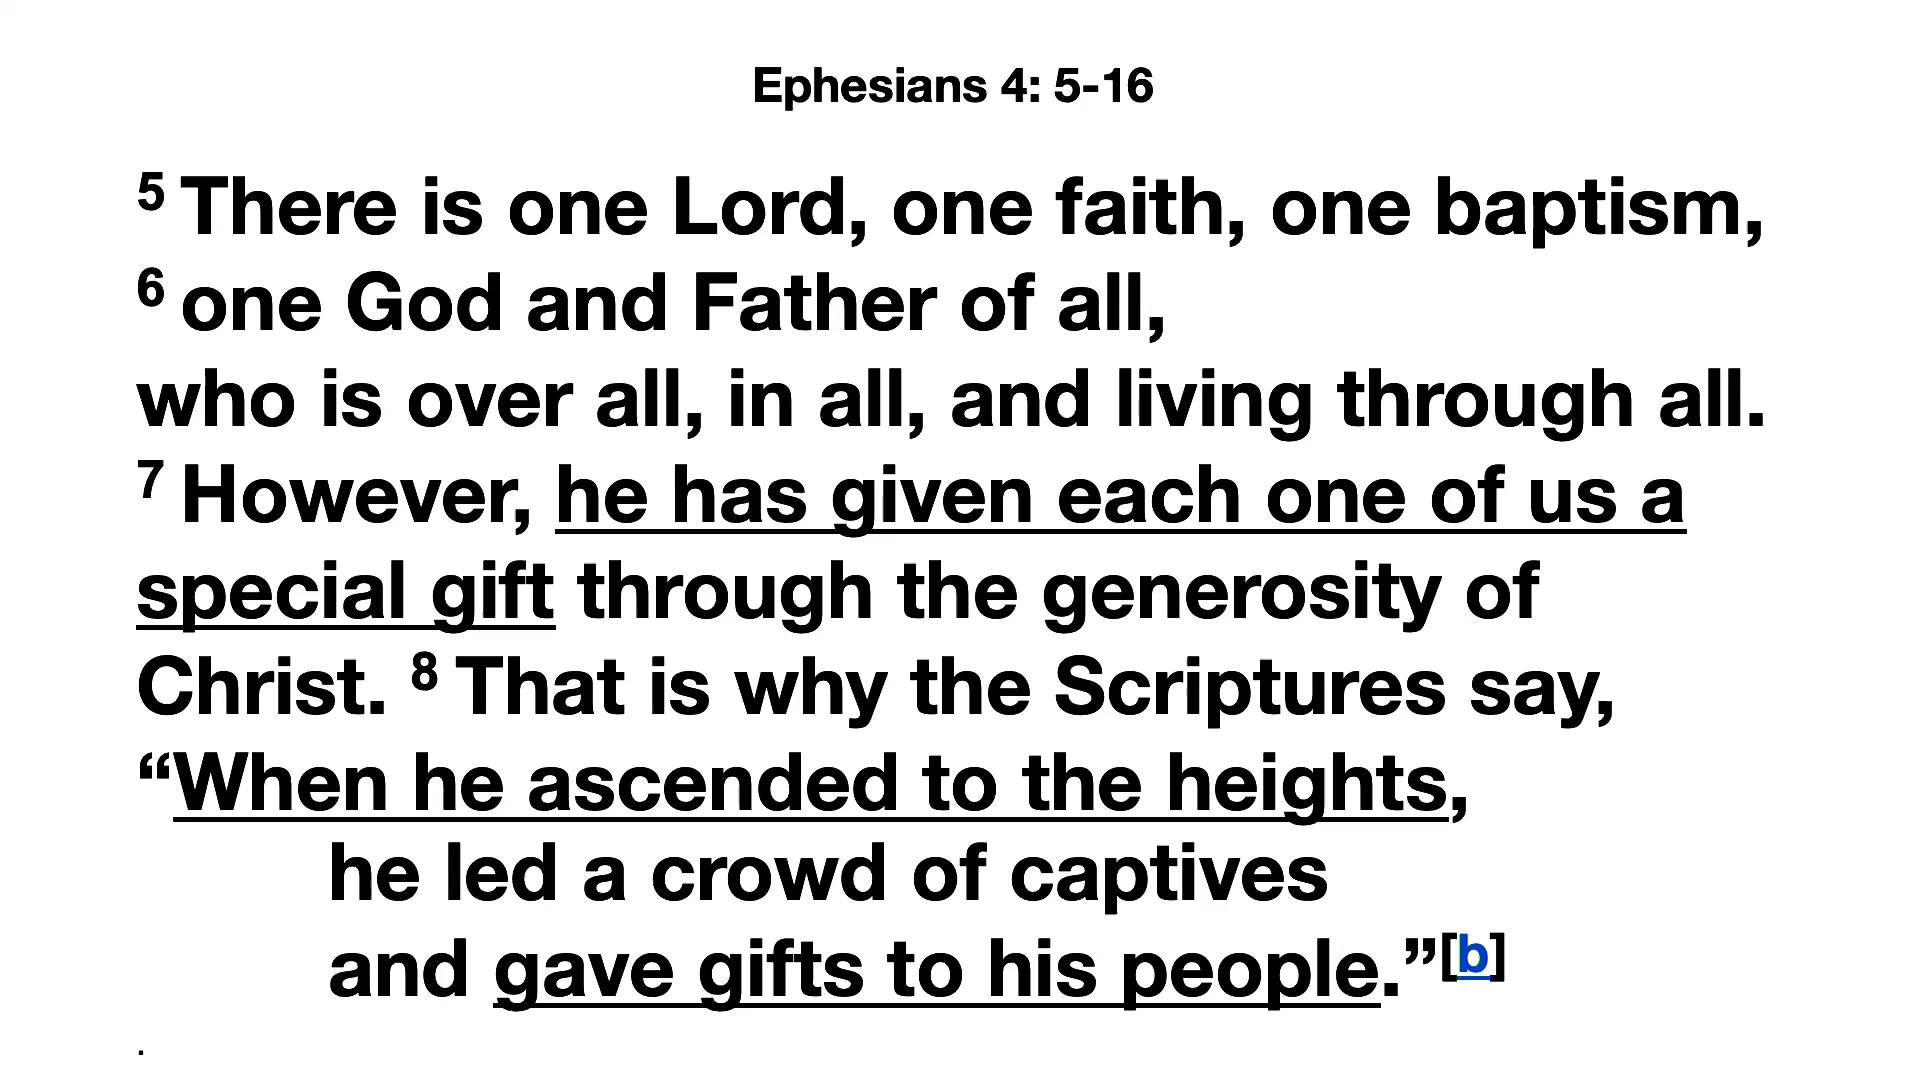 Ephesians 4: 5-16
5 There is one Lord, one faith, one baptism,
6 one God and Father of all,
who is over all, in all, and living through all.
7 However, he has given each one of us a
special gift through the generosity of
Christ. 8 That is why the Scriptures say,
“When he ascended to the heights,
he led a crowd of captives
and gave gifts to his people.”[b]
.